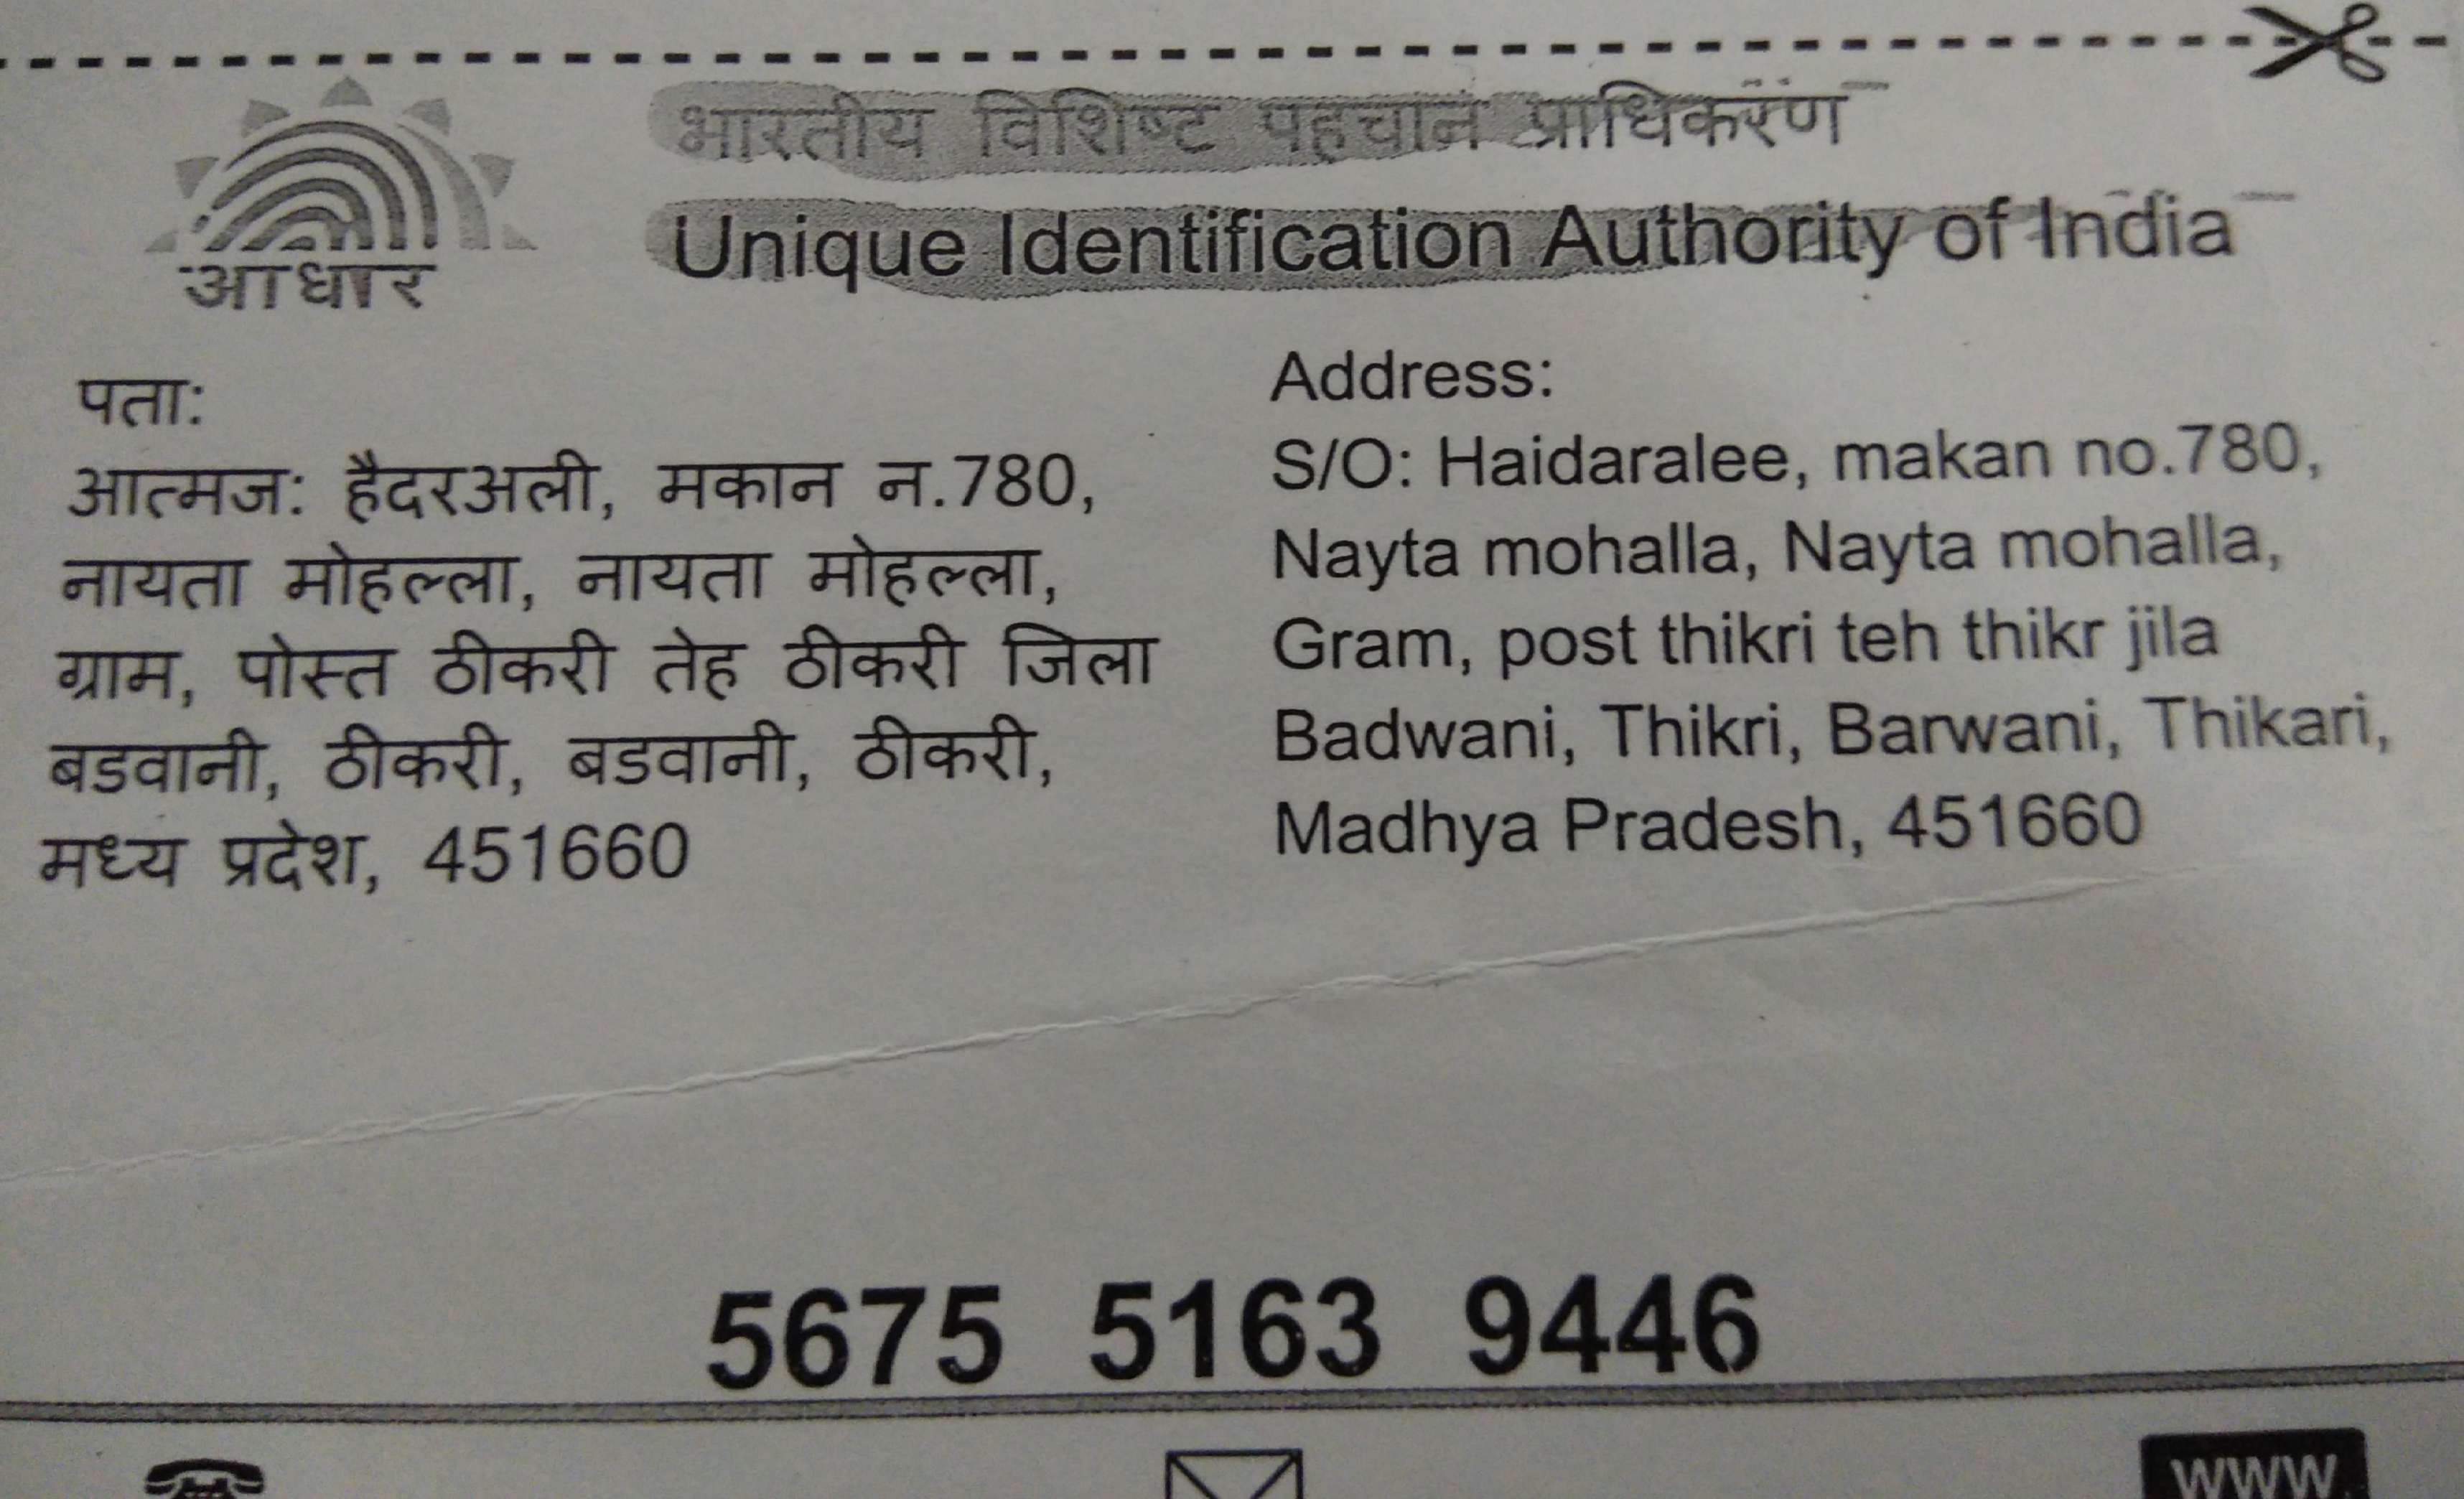 भारतीय विशिष्ट पहचान प्राधिकरण
Unique Identification Authority of India
आधार
पता:
आत्मज: हैदरअली, मकान न.780,
नायता मोहल्ला, नायता मोहल्ला,
ग्राम, पोस्त ठीकरी तेह ठीकरी जिला
बडवानी, ठीकरी, बडवानी, ठीकरी,
मध्य प्रदेश, 451660
Address:
S/O: Haidaralee, makan no.780,
Nayta mohalla, Nayta mohalla,
Gram, post thikri teh thikr jila
Badwani, Thikri, Barwani, Thikari,
Madhya Pradesh, 451660
5675 5163 9446
www